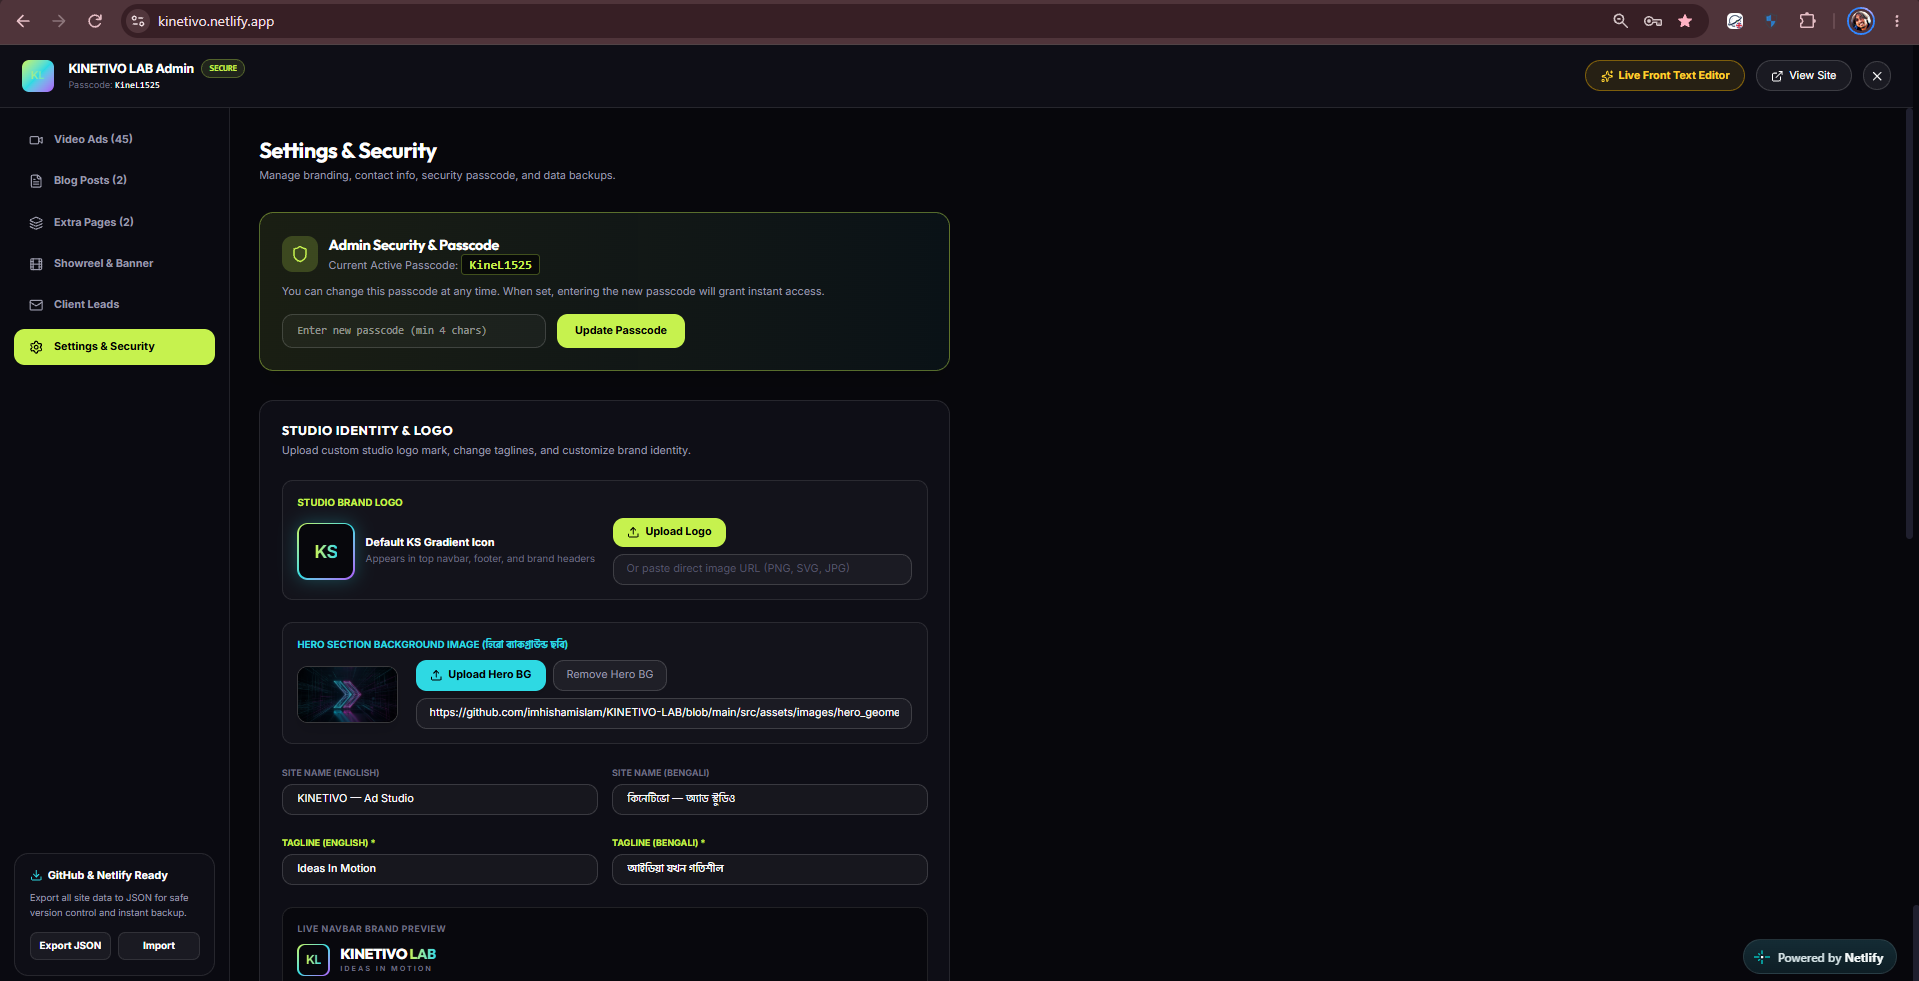 kinetivo.netlify.app
KL
KINETIVO LAB Admin
SECURE
Passcode: KineL1525
Live Front Text Editor
View Site
Video Ads (45)
Blog Posts (2)
Extra Pages (2)
Showreel & Banner
Client Leads
Settings & Security
GitHub & Netlify Ready
Export all site data to JSON for safe
version control and instant backup.
Export JSON
Import
Settings & Security
Manage branding, contact info, security passcode, and data backups.
Admin Security & Passcode
Current Active Passcode: KineL1525
You can change this passcode at any time. When set, entering the new passcode will grant instant access.
Enter new passcode (min 4 chars)
Update Passcode
STUDIO IDENTITY & LOGO
Upload custom studio logo mark, change taglines, and customize brand identity.
STUDIO BRAND LOGO
KS
Default KS Gradient Icon
Appears in top navbar, footer, and brand headers
Upload Logo
Or paste direct image URL (PNG, SVG, JPG)
HERO SECTION BACKGROUND IMAGE (হিরো ব্যাকগ্রাউন্ড ছবি)
Upload Hero BG
Remove Hero BG
https://github.com/imhishamislam/KINETIVO-LAB/blob/main/src/assets/images/hero_geome
SITE NAME (ENGLISH)
SITE NAME (BENGALI)
KINETIVO — Ad Studio
কিনেটিভো — অ্যাড স্টুডিও
TAGLINE (ENGLISH) *
TAGLINE (BENGALI) *
Ideas In Motion
আইডিয়া যখন গতিশীল
LIVE NAVBAR BRAND PREVIEW
KL
KINETIVO LAB
IDEAS IN MOTION
Powered by Netlify